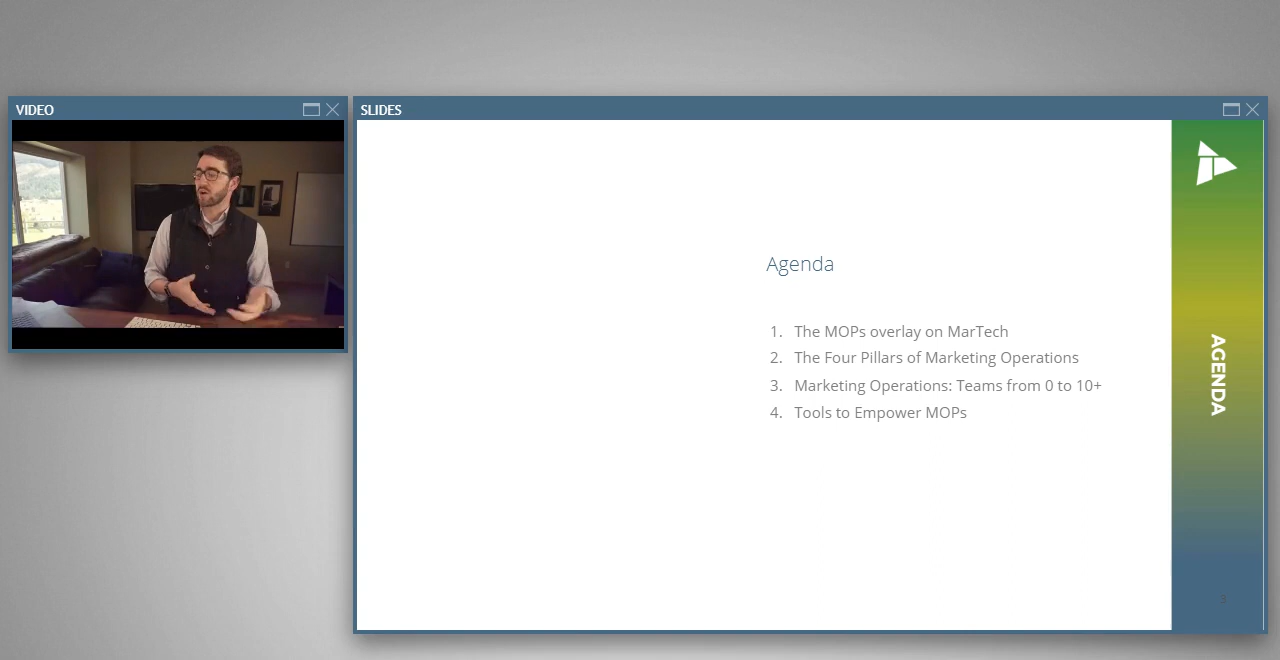 VIDEO
SLIDES
Agenda
1. The MOPs overlay on MarTech
2. The Four Pillars of Marketing Operations
3. Marketing Operations: Teams from 0 to 10+
4. Tools to Empower MOPs
AGENDA
3